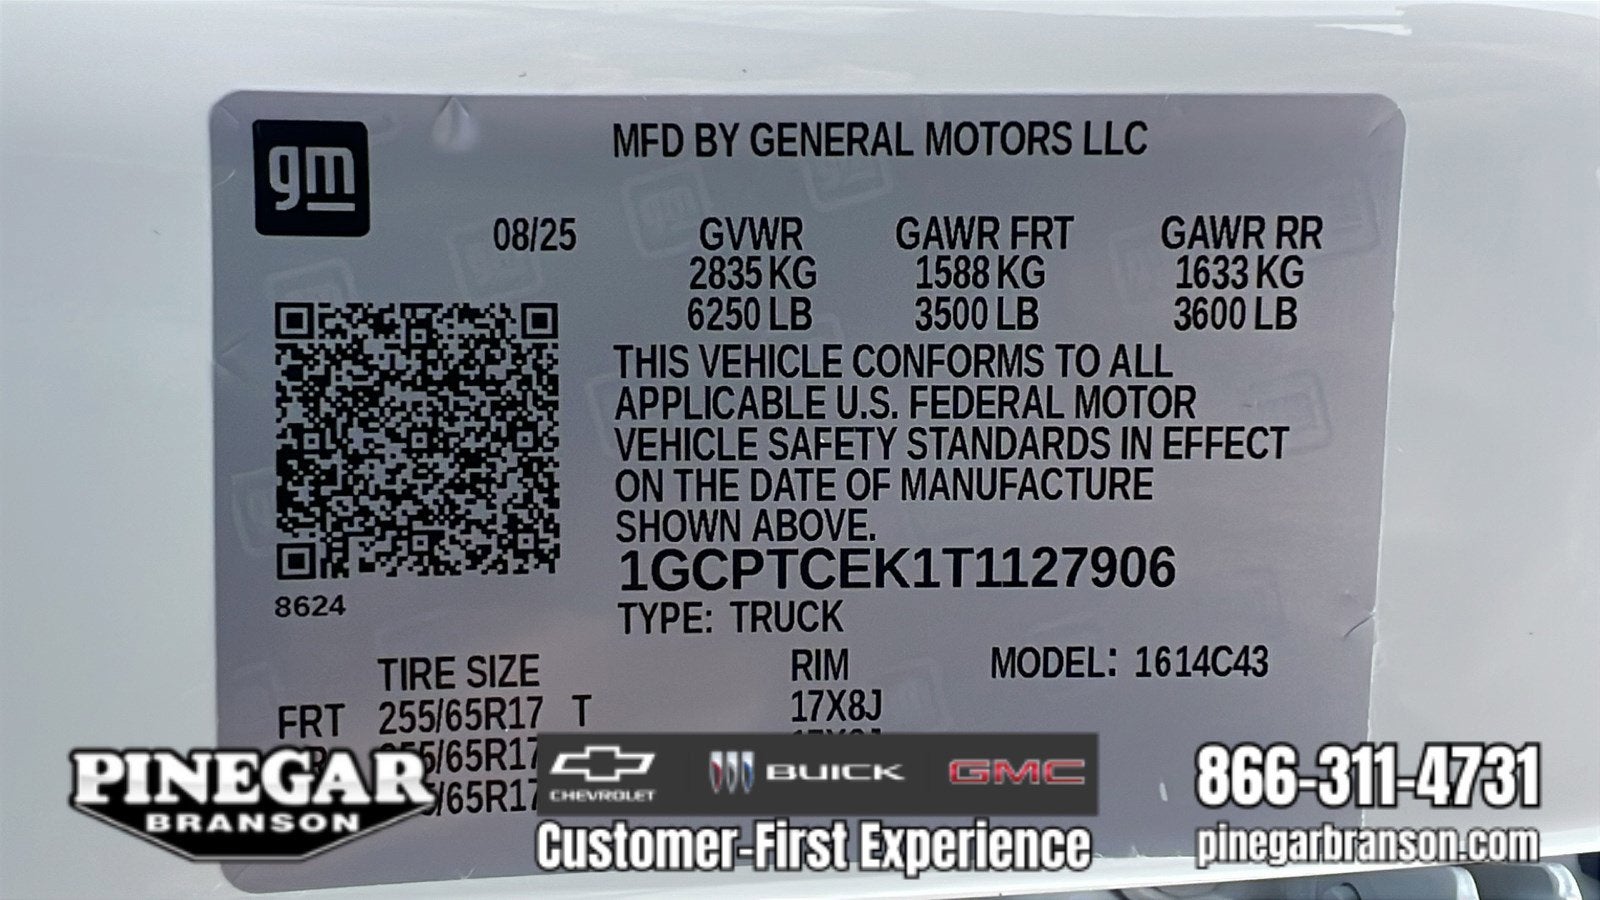 gm
MFD BY GENERAL MOTORS LLC
08/25 GVWR GAWR FRT GAWR RR
2835 KG 1588 KG 1633 KG
6250 LB 3500 LB 3600 LB
THIS VEHICLE CONFORMS TO ALL
APPLICABLE U.S. FEDERAL MOTOR
VEHICLE SAFETY STANDARDS IN EFFECT
ON THE DATE OF MANUFACTURE
SHOWN ABOVE.
1GCPTCEK1T1127906
8624
TYPE: TRUCK
TIRE SIZE RIM MODEL: 1614C43
FRT 255/65R17 T 17X8J
255/65R17
/65R17
PINEGAR
BRANSON
CHEVROLET
BUICK
GMC
Customer-First Experience
866-311-4731
pinegarbranson.com